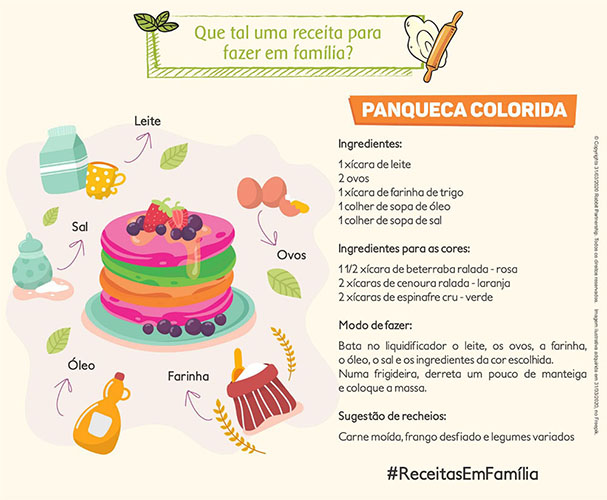 Que tal uma receita para
fazer em família?
PANQUECA COLORIDA
Leite
Sal
Ovos
Óleo
Farinha
Ingredientes:
1 xícara de leite
2 ovos
1 xícara de farinha de trigo
1 colher de sopa de óleo
1 colher de sopa de sal
Ingredientes para as cores:
1 1/2 xícara de beterraba ralada - rosa
2 xícaras de cenoura ralada - laranja
2 xícaras de espinafre cru - verde
Modo de fazer:
Bata no liquidificador o leite, os ovos, a farinha,
o óleo, o sal e os ingredientes da cor escolhida.
Numa frigideira, derreta um pouco de manteiga
e coloque a massa.
Sugestão de recheios:
Carne moída, frango desfiado e legumes variados
#ReceitasEmFamília
© Copyrights 31/03/2020 Russel Partnership. Todos os direitos reservados. Imagem ilustrativa adquirida em 31/03/2020, no Freepik.